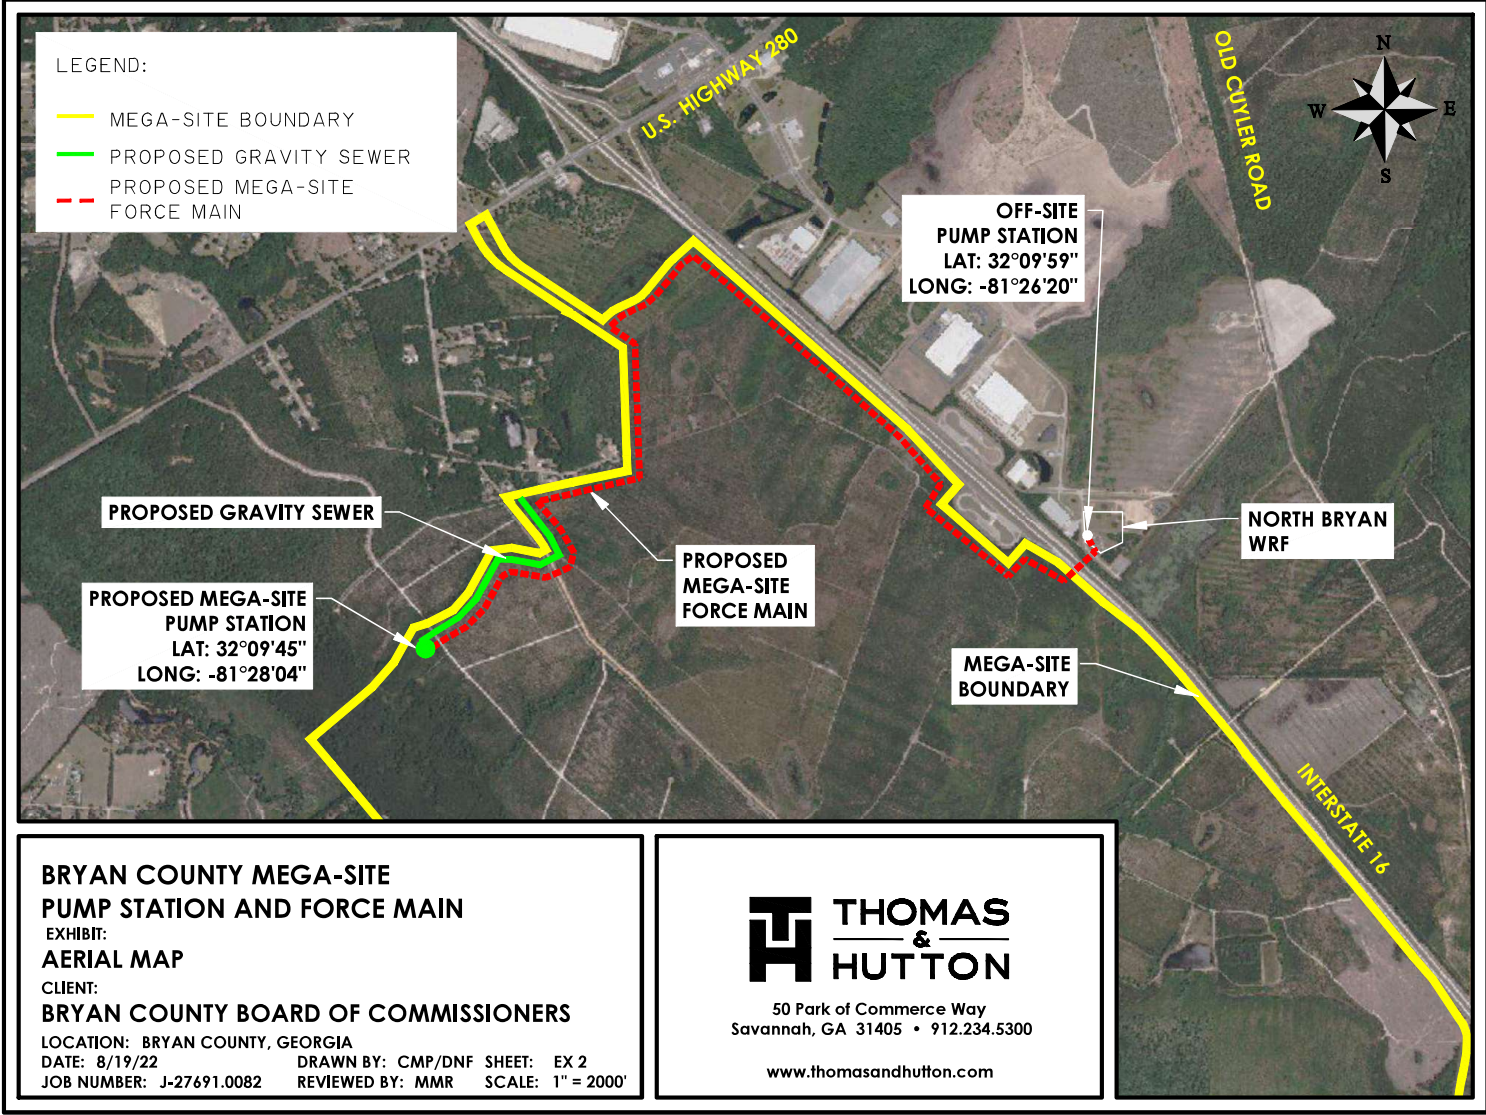 LEGEND:
MEGA-SITE BOUNDARY
PROPOSED GRAVITY SEWER
PROPOSED MEGA-SITE
FORCE MAIN
U.S. HIGHWAY 280
OLD CUYLER ROAD
N
W
E
S
OFF-SITE
PUMP STATION
LAT: 32°09'59"
LONG: -81°26'20"
PROPOSED GRAVITY SEWER
NORTH BRYAN
WRF
PROPOSED
MEGA-SITE
FORCE MAIN
PROPOSED MEGA-SITE
PUMP STATION
LAT: 32°09'45"
LONG: -81°28'04"
MEGA-SITE
BOUNDARY
INTERSTATE 16
BRYAN COUNTY MEGA-SITE
PUMP STATION AND FORCE MAIN
EXHIBIT:
AERIAL MAP
CLIENT:
BRYAN COUNTY BOARD OF COMMISSIONERS
LOCATION: BRYAN COUNTY, GEORGIA
DATE: 8/19/22 DRAWN BY: CMP/DNF SHEET: EX 2
JOB NUMBER: J-27691.0082 REVIEWED BY: MMR SCALE: 1" = 2000'
TH
THOMAS
&
HUTTON
50 Park of Commerce Way
Savannah, GA 31405 • 912.234.5300
www.thomasandhutton.com